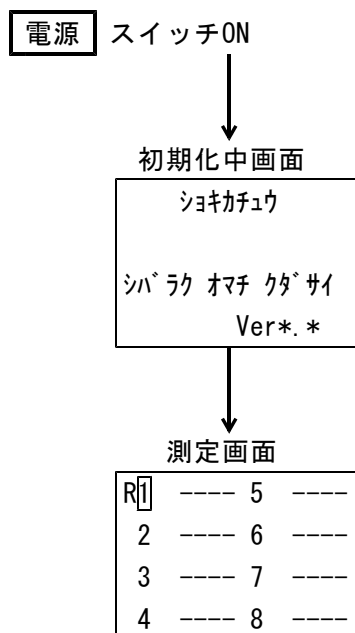 電源 スイッチON
初期化中画面
ｼｮｷｶﾁｭｳ
ｼﾊﾞﾗｸ ｵﾏﾁ ｸﾀﾞｻｲ
Ver*.*
測定画面
R1 ---- 5 ----
2 ---- 6 ----
3 ---- 7 ----
4 ---- 8 ----